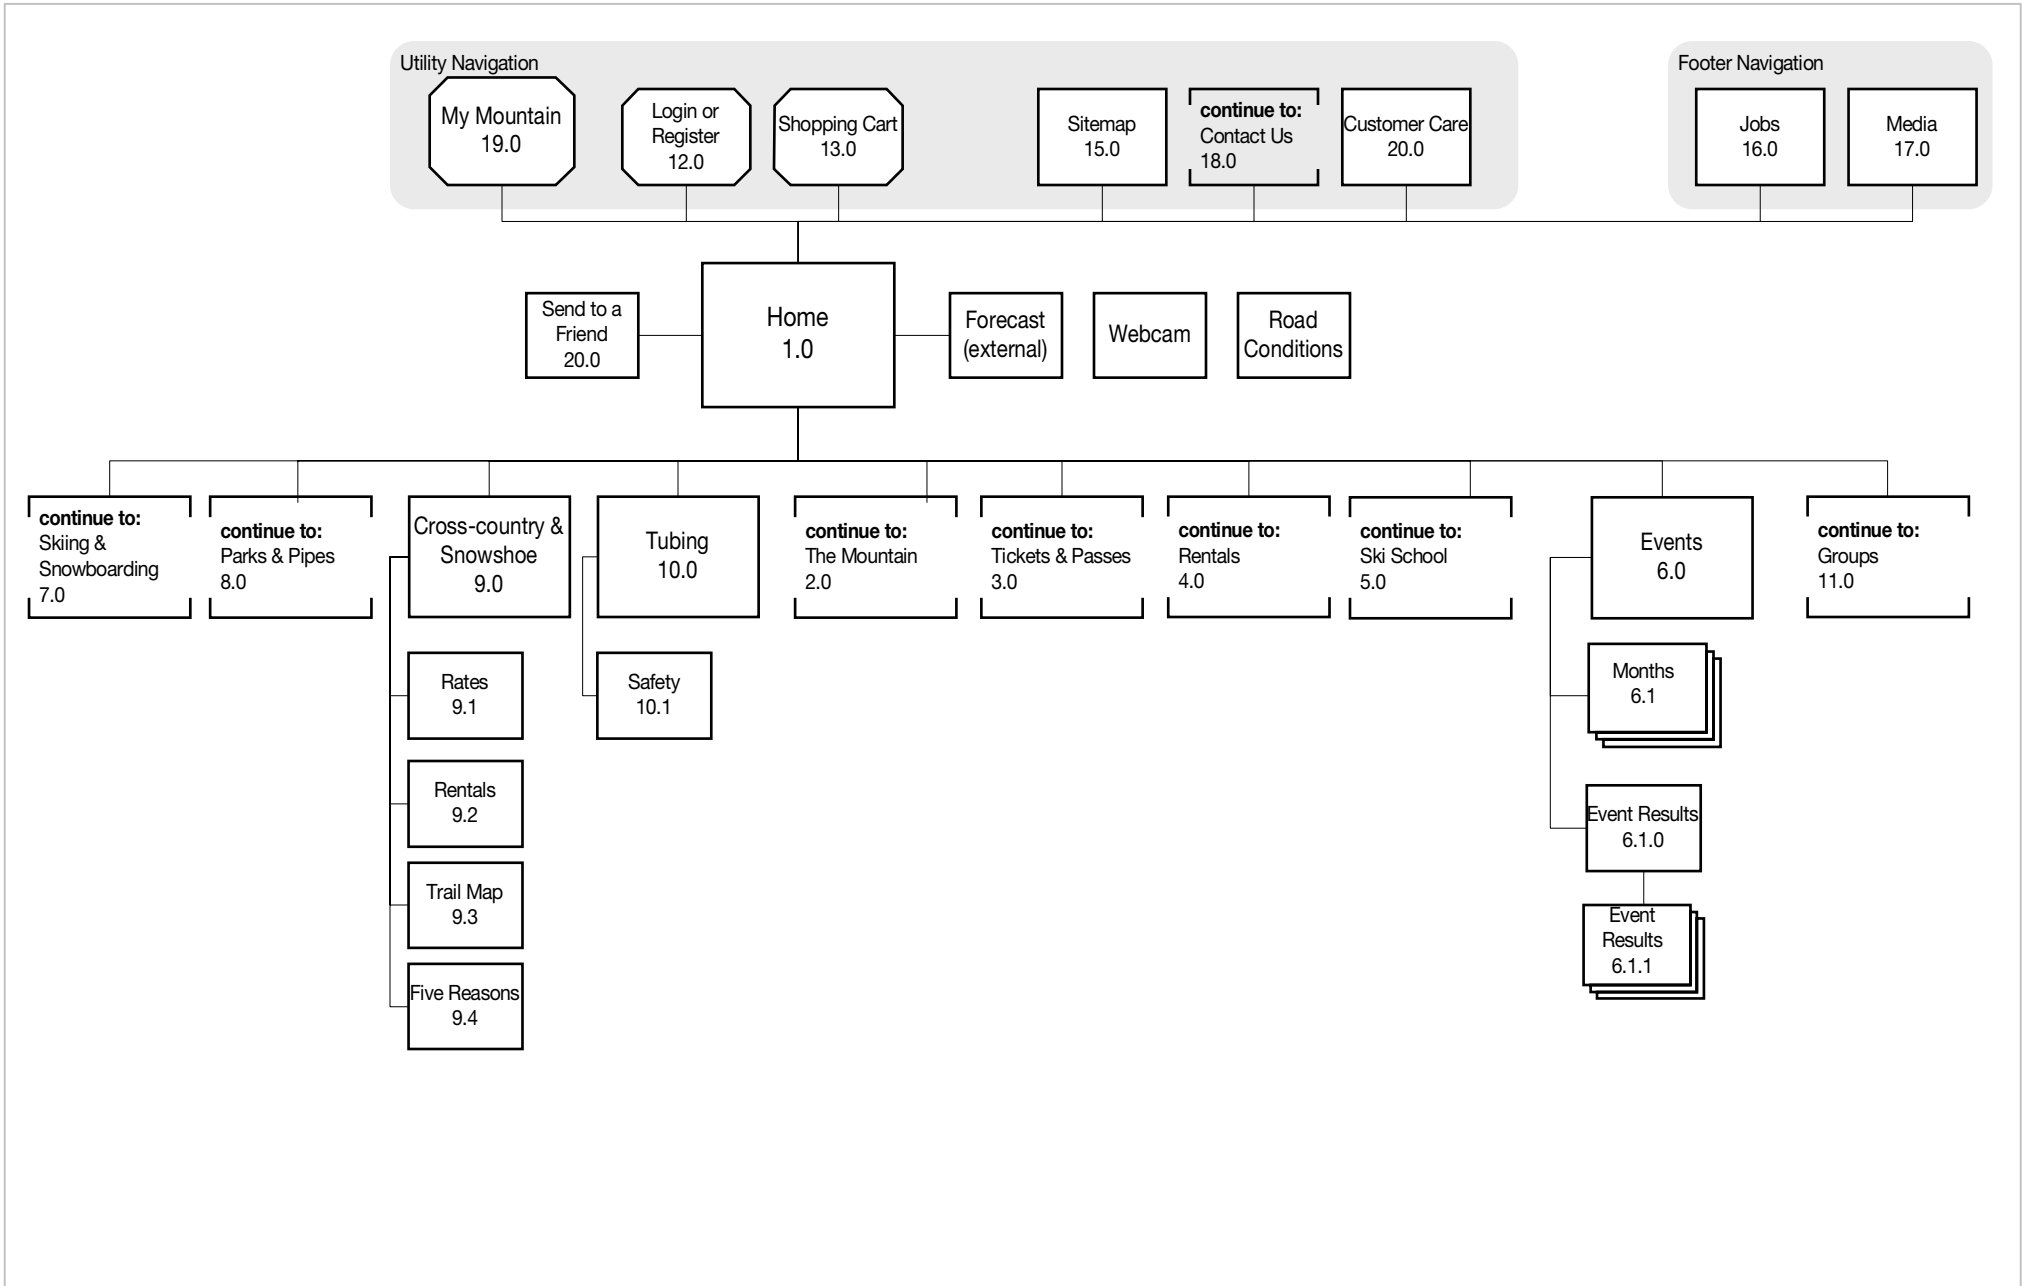 Utility Navigation
Footer Navigation
My Mountain
19.0
Login or
Register
12.0
Shopping Cart
13.0
Sitemap
15.0
continue to:
Contact Us
18.0
Customer Care
20.0
Jobs
16.0
Media
17.0
Send to a
Friend
20.0
Home
1.0
Forecast
(external)
Webcam
Road
Conditions
continue to:
Skiing &
Snowboarding
7.0
continue to:
Parks & Pipes
8.0
Cross-country &
Snowshoe
9.0
Tubing
10.0
continue to:
The Mountain
2.0
continue to:
Tickets & Passes
3.0
continue to:
Rentals
4.0
continue to:
Ski School
5.0
Events
6.0
continue to:
Groups
11.0
Rates
9.1
Rentals
9.2
Trail Map
9.3
Five Reasons
9.4
Safety
10.1
Months
6.1
Event Results
6.1.0
Event
Results
6.1.1